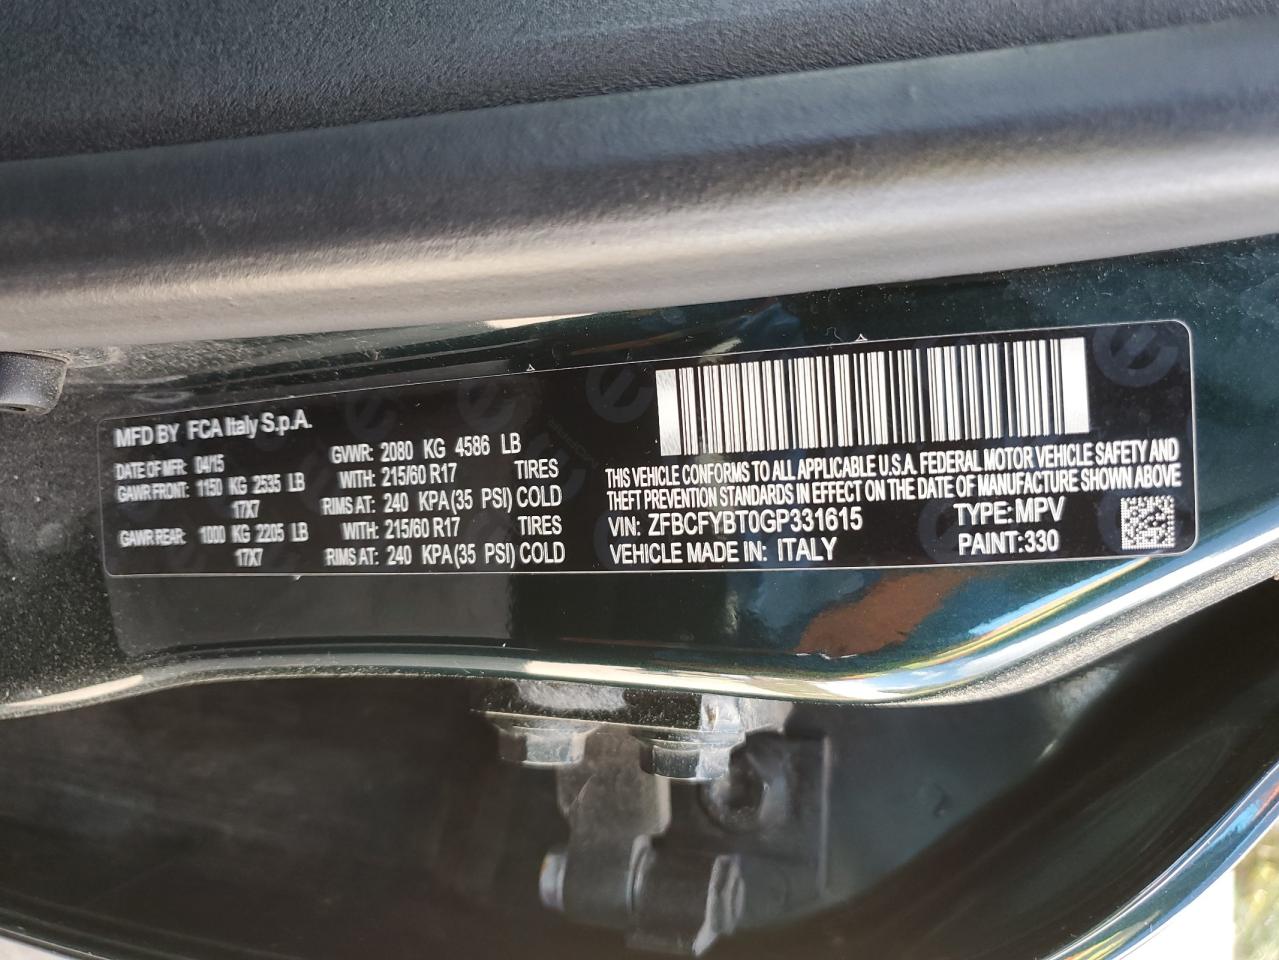 MFD BY FCA Italy S.p.A.
DATE OF MFR: 04/15
GVWR: 2080 KG 4586 LB
GAWR FRONT: 1150 KG 2535 LB WITH: 215/60 R17 TIRES
17X7 RIMS AT: 240 KPA(35 PSI) COLD
GAWR REAR: 1000 KG 2205 LB WITH: 215/60 R17 TIRES
17X7 RIMS AT: 240 KPA(35 PSI) COLD
THIS VEHICLE CONFORMS TO ALL APPLICABLE U.S.A. FEDERAL MOTOR VEHICLE SAFETY AND
THEFT PREVENTION STANDARDS IN EFFECT ON THE DATE OF MANUFACTURE SHOWN ABOVE
VIN: ZFBCFYBT0GP331615 TYPE: MPV
VEHICLE MADE IN: ITALY PAINT:330